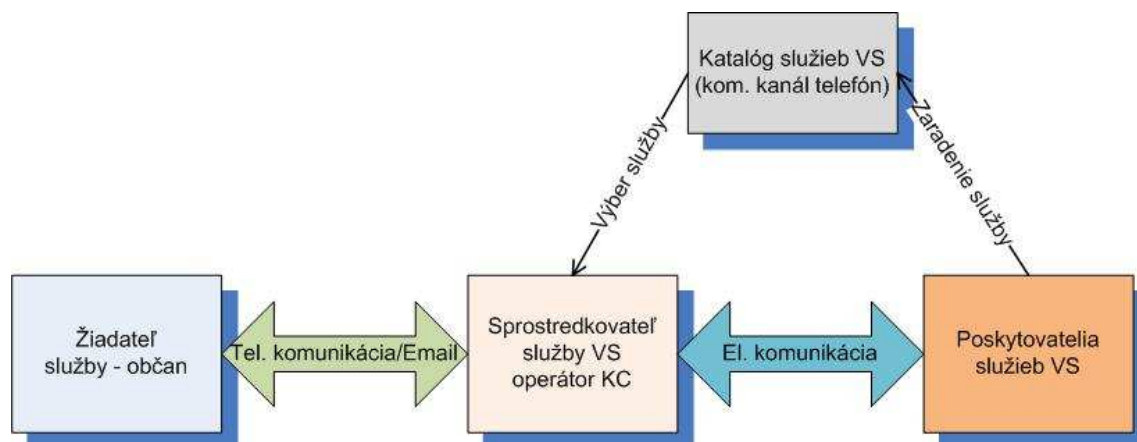 Katalóg služieb VS
(kom. kanál telefón)
Výber služby
Zaradenie služby
Žiadateľ
služby - občan
Tel. komunikácia/Email
Sprostredkovateľ
služby VS
operátor KC
El. komunikácia
Poskytovatelia
služieb VS